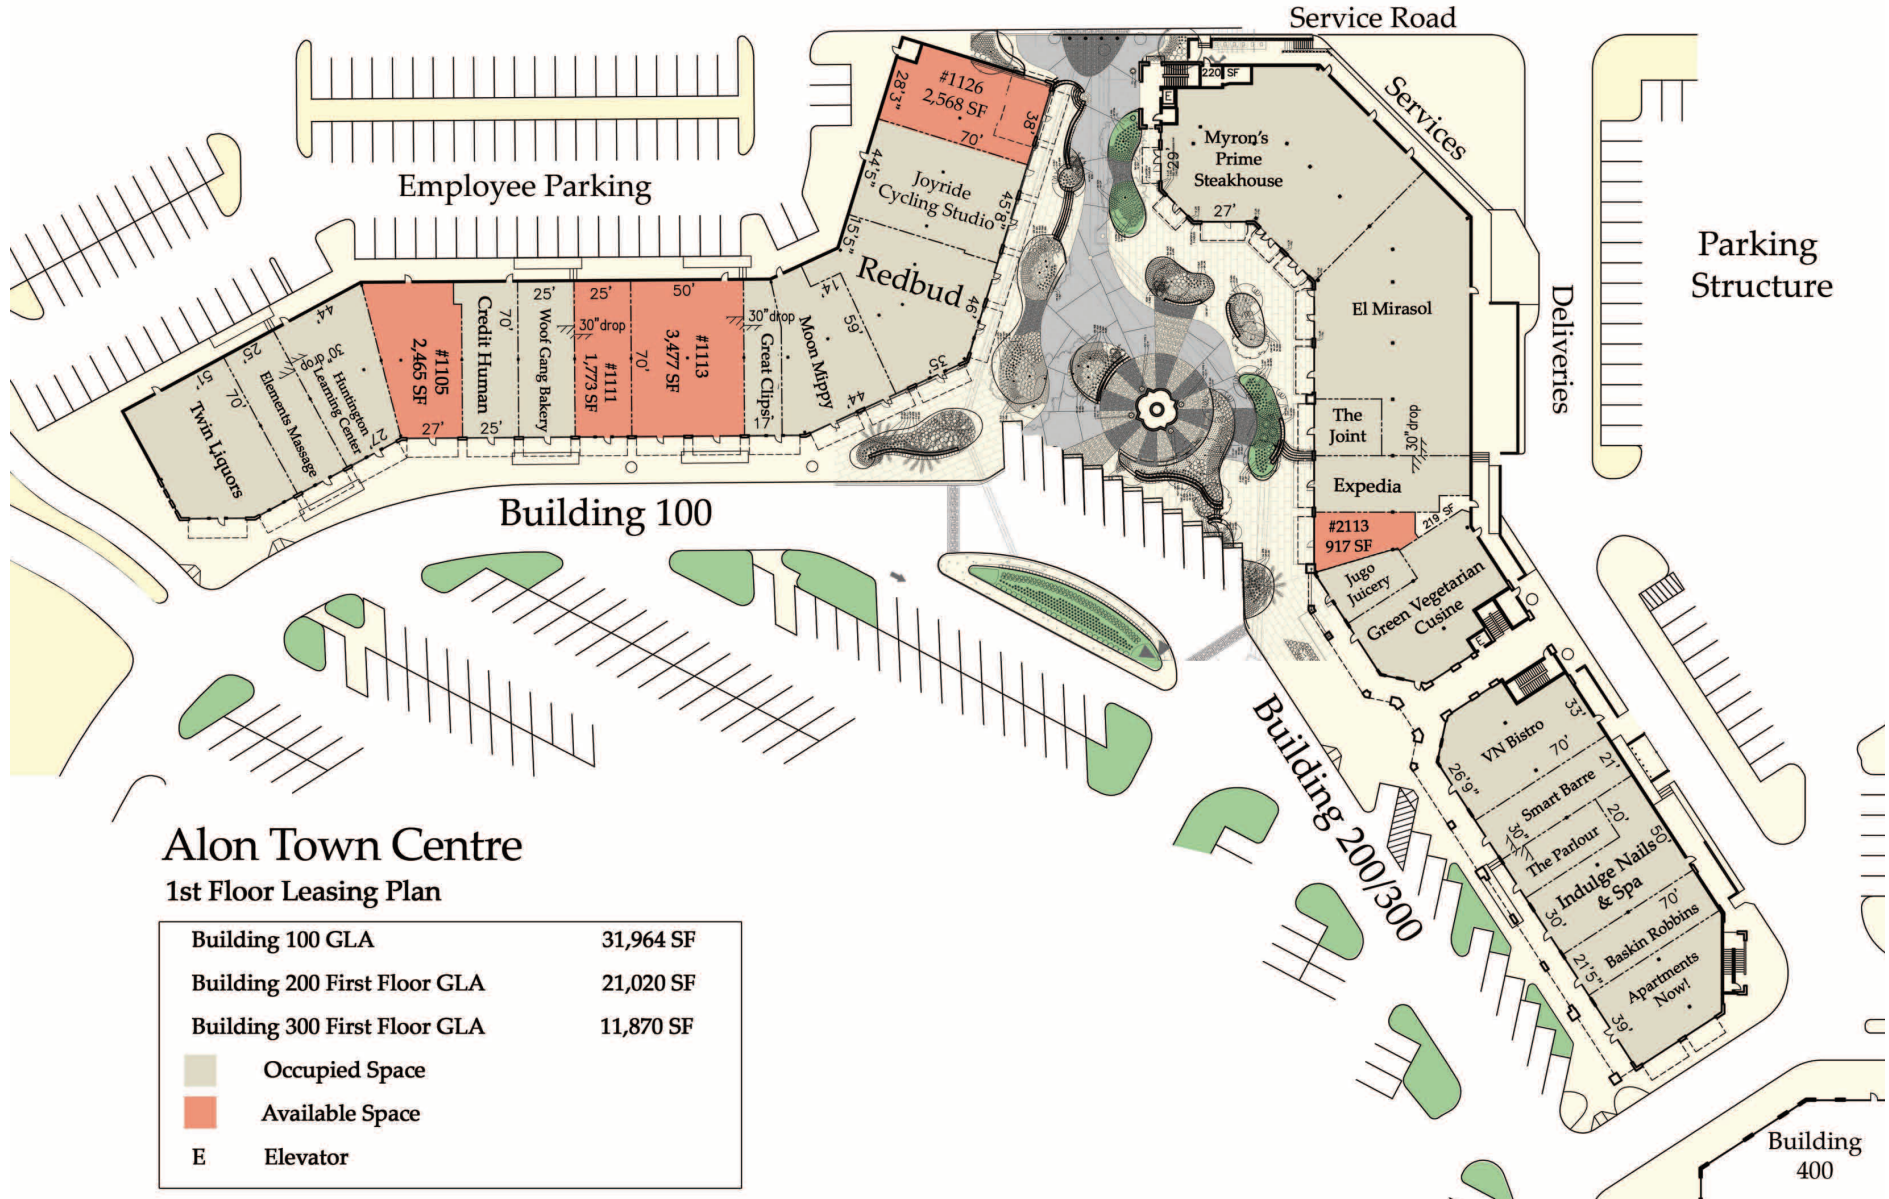 Service Road
Services
Employee Parking
Parking
Structure
Deliveries
#1126
2,568 SF
28'3"
38'
70'
44'5"
Joyride
Cycling Studio
45'8"
15'5"
Redbud
46'
14'
59'
35'
44'
Moon Mippy
30"drop
Great Clips
17'
50'
#1113
3,477 SF
70'
25'
30"drop
#1111
1,773 SF
25'
Woof Gang Bakery
70'
Credit Human
25'
#1105
2,465 SF
27'
44'
30" drop
Huntington
Learning Center
27'
25'
Elements Massage
51'
70'
Twin Liquors
Building 100
220 SF
E
Myron's
Prime
Steakhouse
29'
27'
El Mirasol
The
Joint
30"drop
Expedia
#2113
917 SF
219 SF
Jugo
Juicery
Green Vegetarian
Cusine
E
Building 200/300
33'
VN Bistro
70'
26'9"
21'
Smart Barre
20'
30"
The Parlour
50'
Indulge Nails
& Spa
30'
70'
Baskin Robbins
21'5"
Apartments
Now!
39'
Building
400
Alon Town Centre
1st Floor Leasing Plan
Building 100 GLA 31,964 SF
Building 200 First Floor GLA 21,020 SF
Building 300 First Floor GLA 11,870 SF
Occupied Space
Available Space
E Elevator